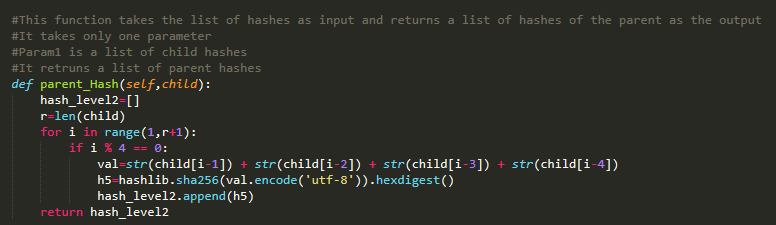 #This function takes the list of hashes as input and returns a list of hashes of the parent as the output
#It takes only one parameter
#Param1 is a list of child hashes
#It retruns a list of parent hashes
def parent_Hash(self,child):
    hash_level2=[]
    r=len(child)
    for i in range(1,r+1):
        if i % 4 == 0:
            val=str(child[i-1]) + str(child[i-2]) + str(child[i-3]) + str(child[i-4])
            h5=hashlib.sha256(val.encode('utf-8')).hexdigest()
            hash_level2.append(h5)
    return hash_level2